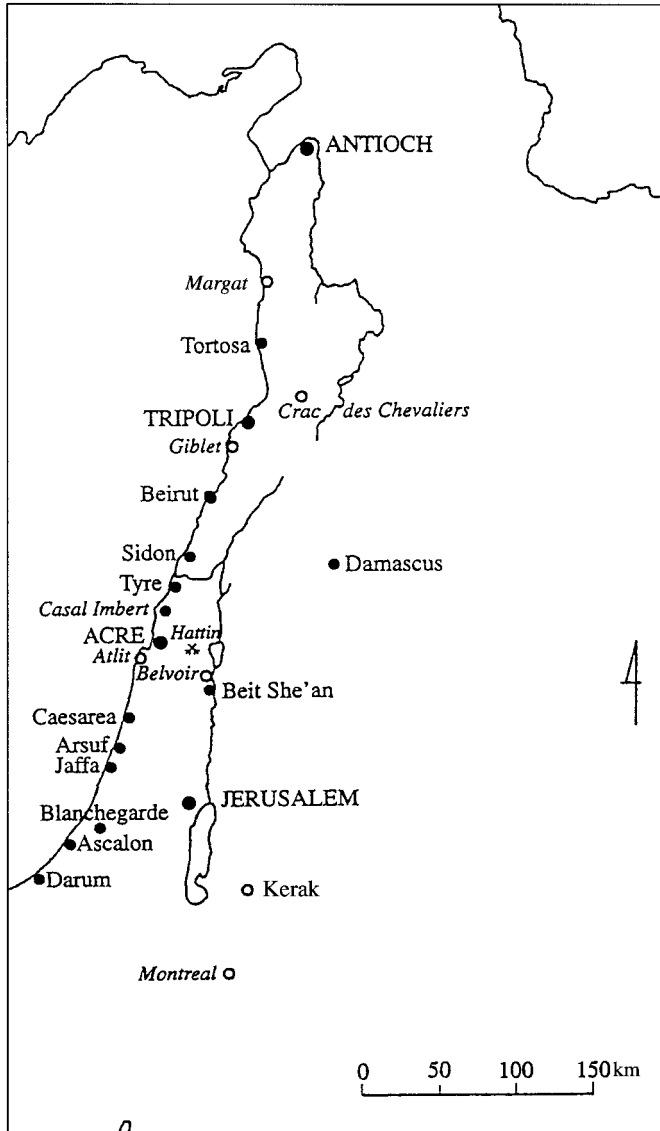 ANTIOCH
Margat
Tortosa
Crac des Chevaliers
TRIPOLI
Giblet
Beirut
Sidon
Damascus
Tyre
Casal Imbert
ACRE
Hattin
Atlit
Belvoir
Beit She'an
Caesarea
Arsuf
Jaffa
JERUSALEM
Blanchegarde
Ascalon
Darum
Kerak
Montreal
0 50 100 150km